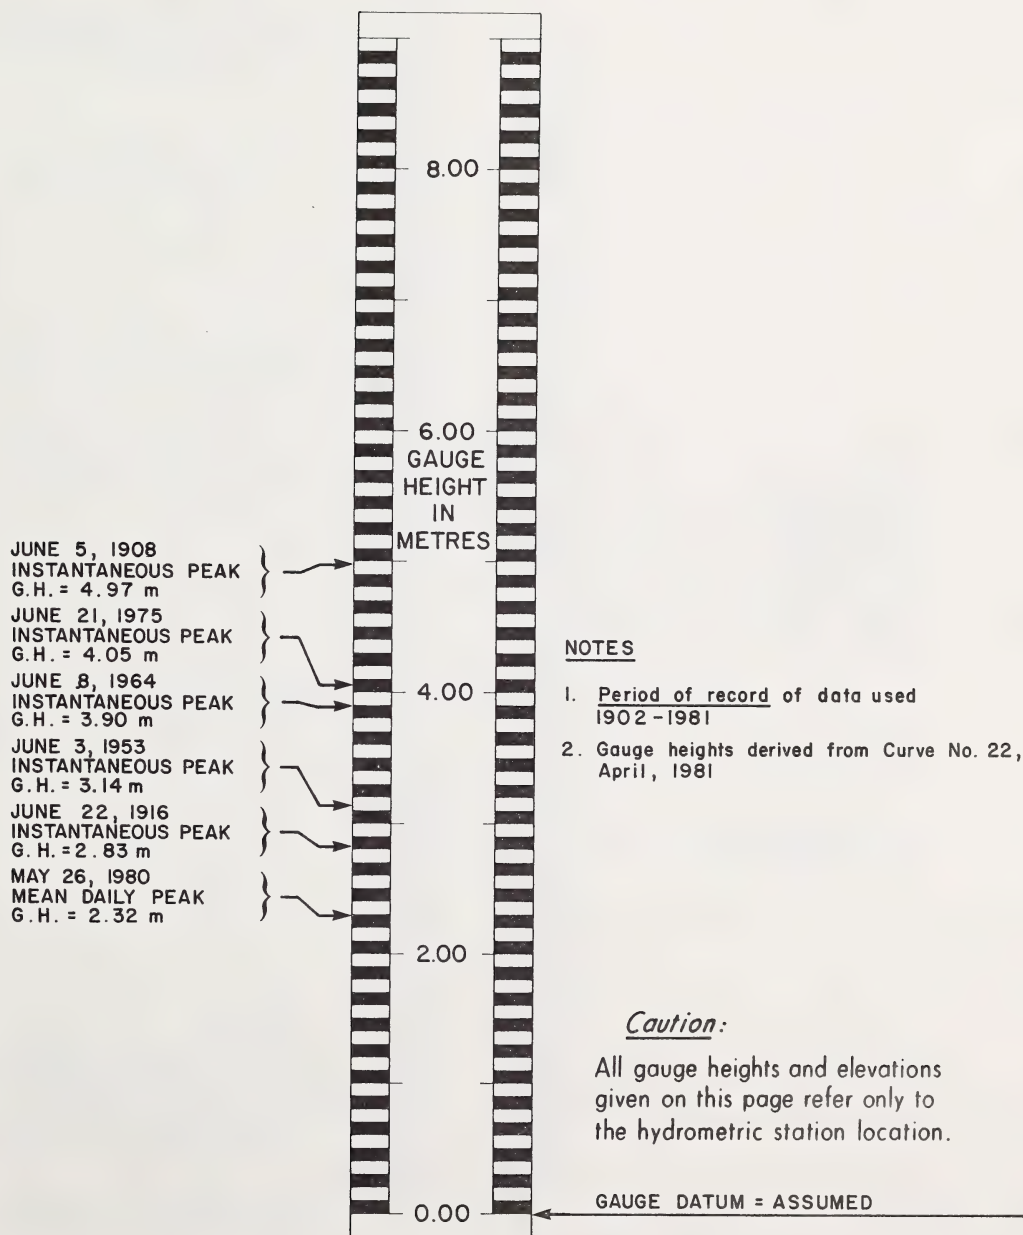 8.00
6.00
GAUGE
HEIGHT
IN
METRES
JUNE 5, 1908
INSTANTANEOUS PEAK
G.H. = 4.97 m
JUNE 21, 1975
INSTANTANEOUS PEAK
G.H. = 4.05 m
JUNE 8, 1964
INSTANTANEOUS PEAK
G.H. = 3.90 m
JUNE 3, 1953
INSTANTANEOUS PEAK
G.H. = 3.14 m
JUNE 22, 1916
INSTANTANEOUS PEAK
G.H. = 2.83 m
MAY 26, 1980
MEAN DAILY PEAK
G.H. = 2.32 m
4.00
2.00
0.00
NOTES
1. Period of record of data used
1902-1981
2. Gauge heights derived from Curve No. 22,
April, 1981
Caution:
All gauge heights and elevations
given on this page refer only to
the hydrometric station location.
GAUGE DATUM = ASSUMED